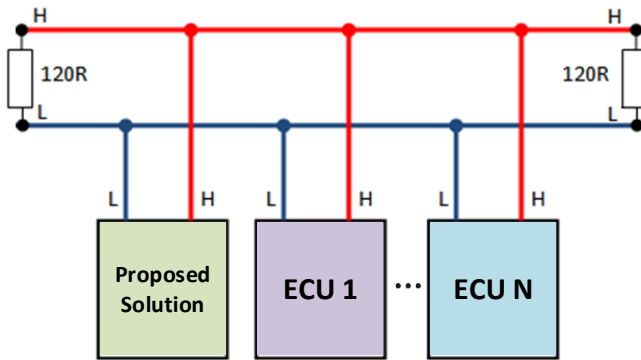 H H
120R 120R
L L
L H L H L H
Proposed
Solution
ECU 1
...
ECU N